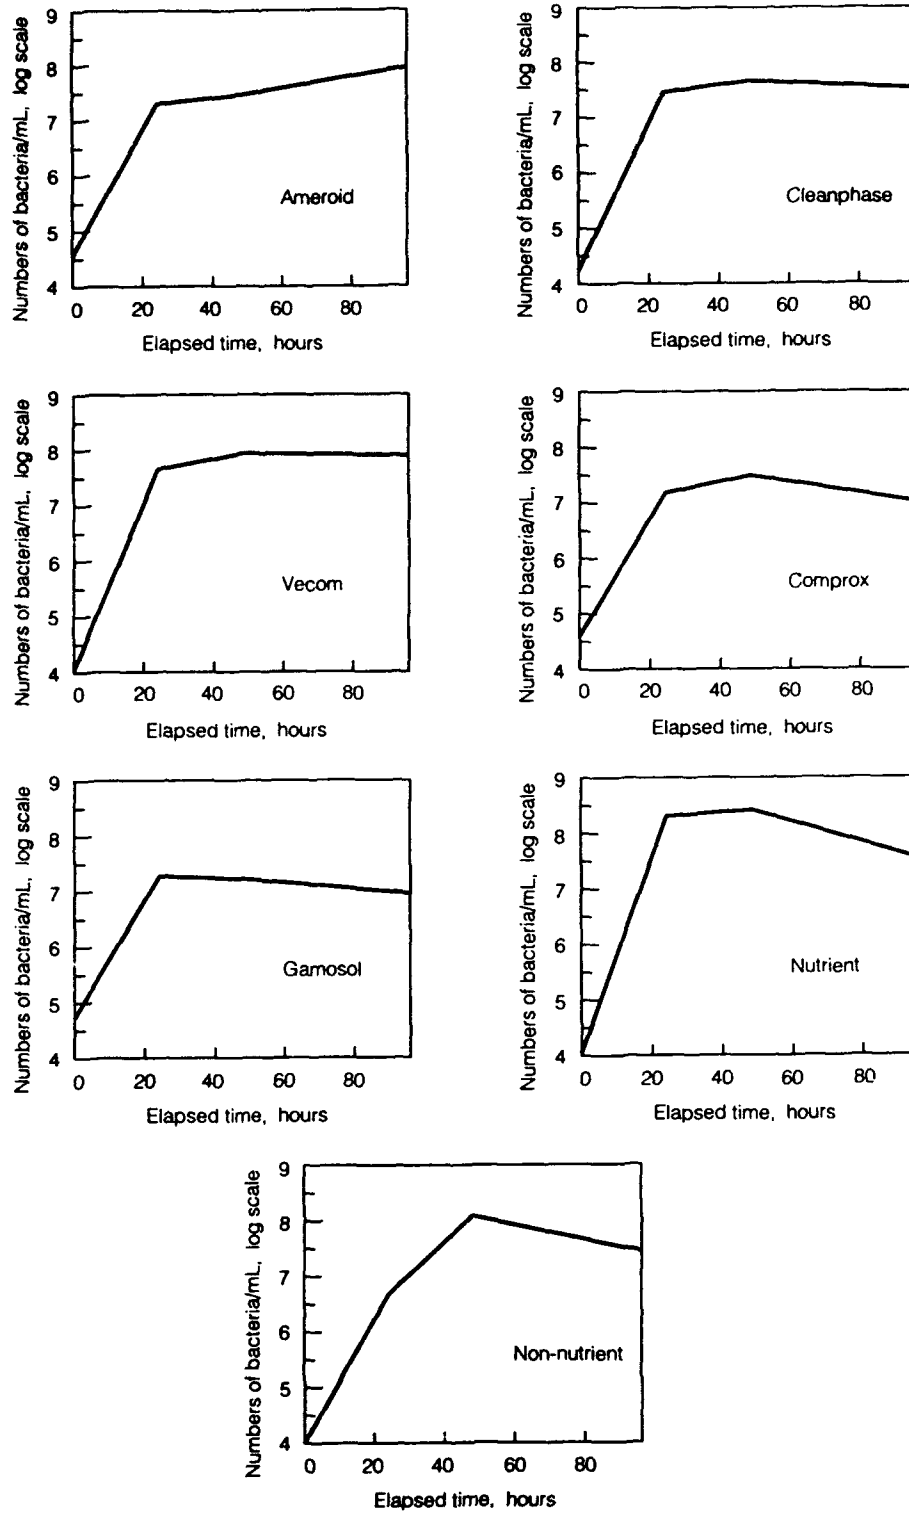 Numbers of bacteria/mL, log scale
9
8
7
6
5
4
0 20 40 60 80
Elapsed time, hours
Ameroid
Numbers of bacteria/mL, log scale
9
8
7
6
5
4
0 20 40 60 80
Elapsed time, hours
Cleanphase
Numbers of bacteria/mL, log scale
9
8
7
6
5
4
0 20 40 60 80
Elapsed time, hours
Vecom
Numbers of bacteria/mL, log scale
9
8
7
6
5
4
0 20 40 60 80
Elapsed time, hours
Comprox
Numbers of bacteria/mL, log scale
9
8
7
6
5
4
0 20 40 60 80
Elapsed time, hours
Gamosol
Numbers of bacteria/mL, log scale
9
8
7
6
5
4
0 20 40 60 80
Elapsed time, hours
Nutrient
Numbers of bacteria/mL, log scale
9
8
7
6
5
4
0 20 40 60 80
Elapsed time, hours
Non-nutrient